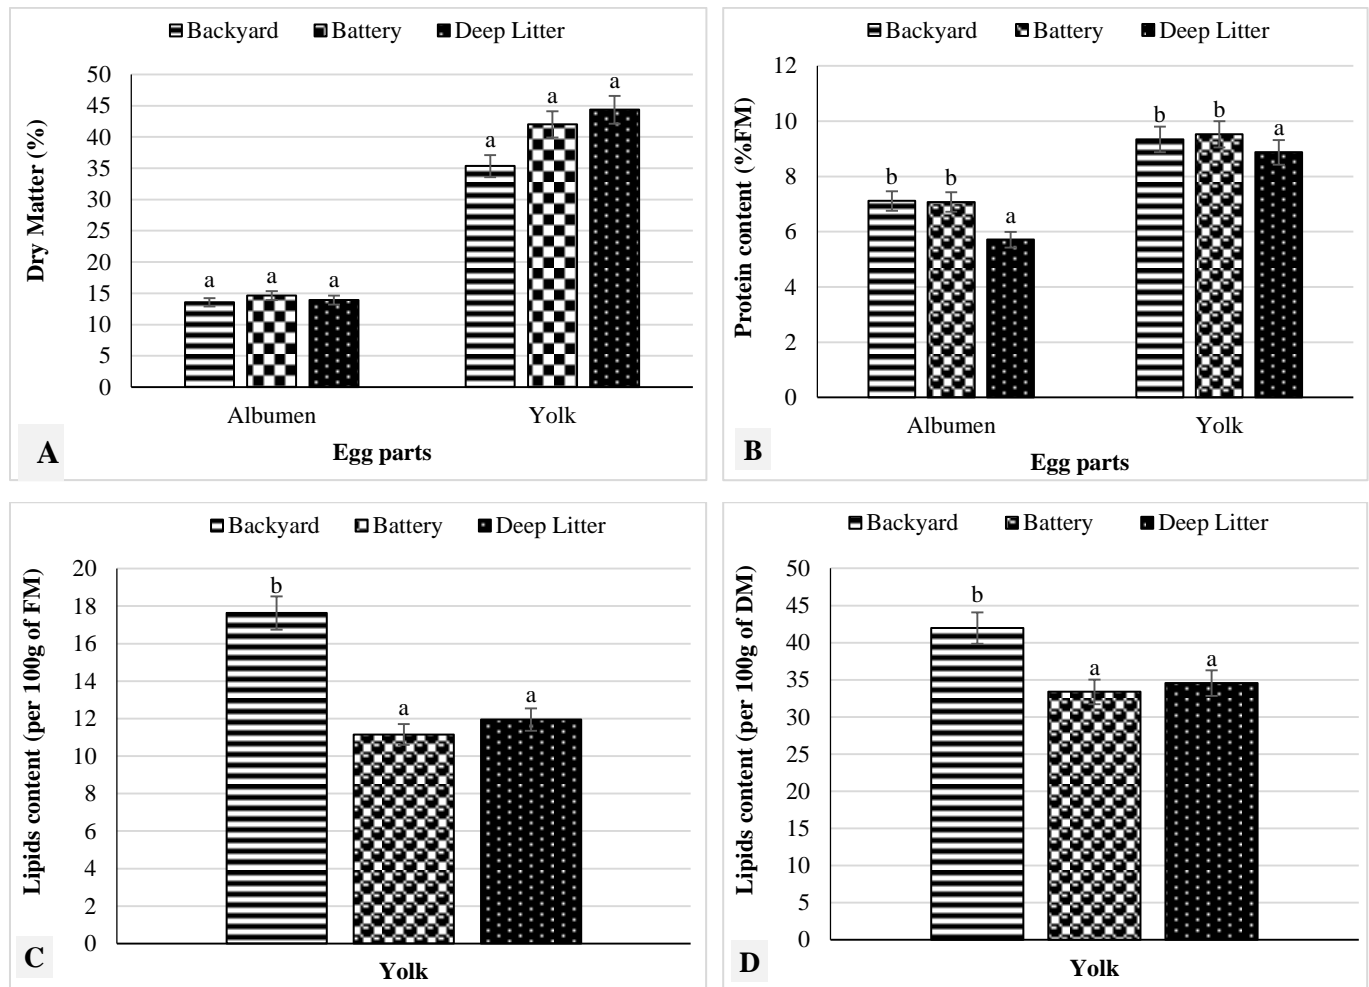 Backyard Battery Deep Litter
Dry Matter (%)
50
45
40
35
30
25
20
15
10
5
0
a a a a a a
Albumen Yolk
Egg parts
A
Backyard Battery Deep Litter
Protein content (%FM)
12
10
8
6
4
2
0
b b a b b a
Albumen Yolk
Egg parts
B
Backyard Battery Deep Litter
Lipids content (per 100g of FM)
20
18
16
14
12
10
8
6
4
2
0
b a a
Yolk
C
Backyard Battery Deep Litter
Lipids content (per 100g of DM)
50
45
40
35
30
25
20
15
10
5
0
b a a
Yolk
D